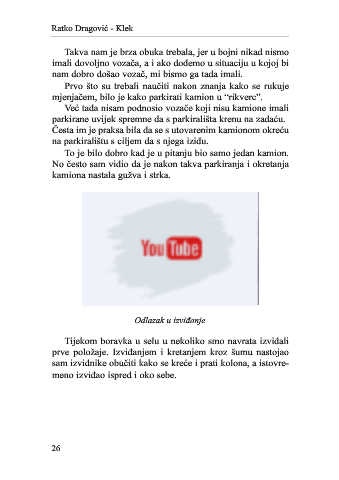 Ratko Dragović - Klek
Takva nam je brza obuka trebala, jer u bojni nikad nismo
imali dovoljno vozača, a i ako dođemo u situaciju u kojoj bi
nam dobro došao vozač, mi bismo ga tada imali.
Prvo što su trebali naučiti nakon znanja kako se rukuje
mjenjačem, bilo je kako parkirati kamion u “rikverc”.
Već tada nisam podnosio vozače koji nisu kamione imali
parkirane uvijek spremne da s parkirališta krenu na zadaću.
Česta im je praksa bila da se s utovarenim kamionom okreću
na parkiralištu s ciljem da s njega iziđu.
To je bilo dobro kad je u pitanju bio samo jedan kamion.
No često sam vidio da je nakon takva parkiranja i okretanja
kamiona nastala gužva i strka.
YouTube
Odlazak u izviđanje
Tijekom boravka u selu u nekoliko smo navrata izviđali
prve položaje. Izviđanjem i kretanjem kroz šumu nastojao
sam izvidnike obučiti kako se kreće i prati kolona, a istovre-
meno izviđao ispred i oko sebe.
26